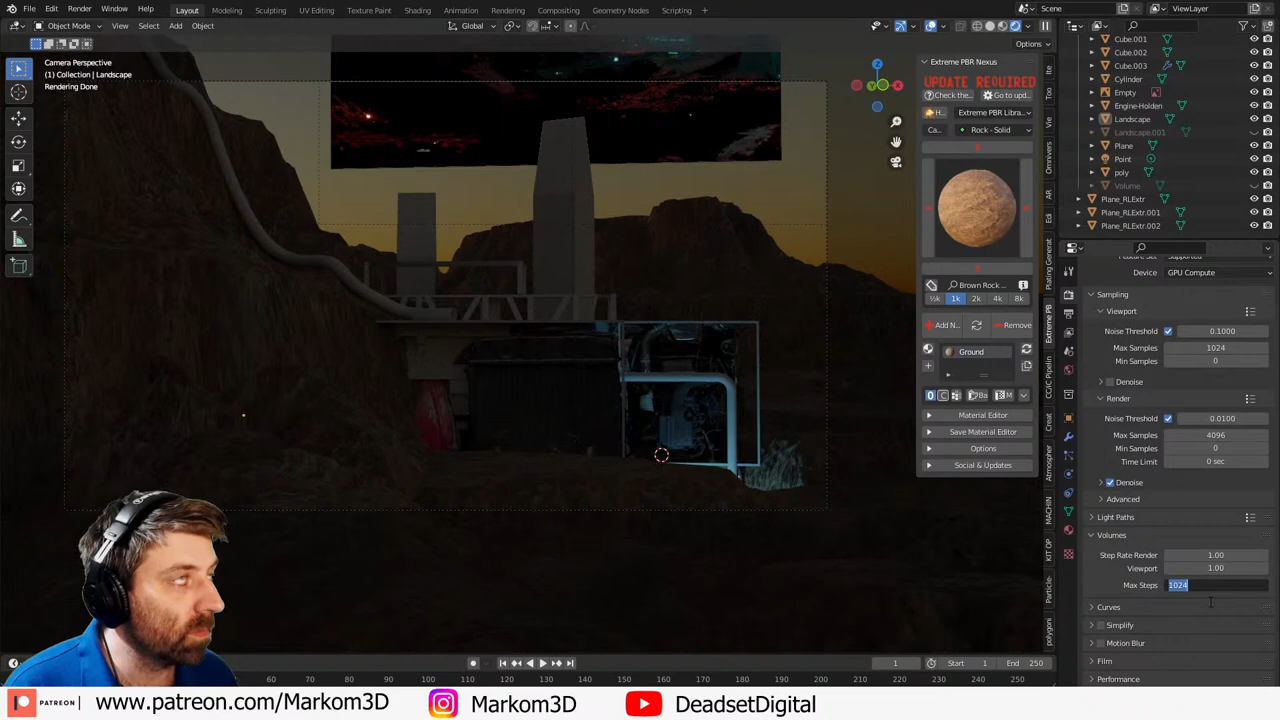 File Edit Render Window Help Layout Modeling Sculpting UV Editing Texture Paint Shading Animation Rendering Compositing Geometry Nodes Scripting Scene ViewLayer
Object Mode View Select Add Object Global
Options
Camera Perspective
(1) Collection | Landscape
Rendering Done
Z
X
Y
Extreme PBR Nexus
UPDATE REQUIRED
Check the... Go to upd...
H... Extreme PBR Libra...
Ca... Rock - Solid
Brown Rock ...
½k 1k 2k 4k 8k
Add N... Remove
Ground
Material Editor
Save Material Editor
Options
Social & Updates
Cube.001
Cube.002
Cube.003
Cylinder
Empty
Engine-Holden
Landscape
Landscape.001
Plane
Point
poly
Volume
Plane_RLExtr
Plane_RLExtr.001
Plane_RLExtr.002
Device GPU Compute
Sampling
Viewport
Noise Threshold 0.1000
Max Samples 1024
Min Samples 0
Denoise
Render
Noise Threshold 0.0100
Max Samples 4096
Min Samples 0
Time Limit 0 sec
Denoise
Advanced
Light Paths
Volumes
Step Rate Render 1.00
Viewport 1.00
Max Steps 1024
Curves
Simplify
Motion Blur
Film
Performance
1 Start 1 End 250
60 70 80 90 100 110 120 130 140 150 160 170 180 190 200 210 220 230 240 250
PATREON www.patreon.com/Markom3D Markom3D DeadsetDigital